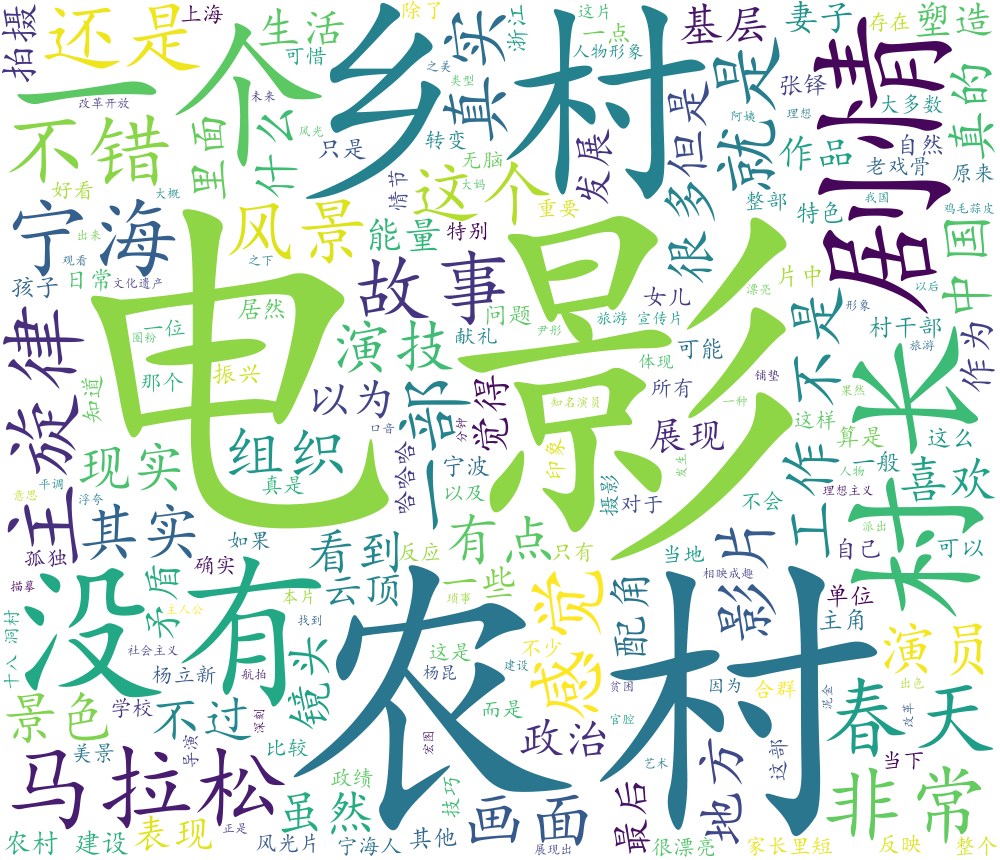 拍摄
还是
上海
一个
生活
除了
可惜
乡村
真实
浙江
这片
一点
人物形象
基层
妻子
存在
塑造
改革开放
未来
之美
类型
风光
不错
里面
什么
只是
转变
无脑
情节
这个
发展
但是
就是
很多
阿姨
理想
张铎
作品
大多数
自然
老戏骨
剧情
真的
原来
好看
大概
大妈
重要
整部
特色
我国
鸡毛蒜皮
宁海
出来
观看
之下
文化遗产
风景
能量
特别
故事
女儿
旅游
宣传片
漂亮
片中
形象
以后
中国
孩子
日常
电影
居然
一位
圈粉
那个
振兴
知道
演技
献礼
问题
尹彤
体现
可能
不是
村干部
旅游
作为
主旋律
以为
一部
觉得
知名演员
所有
铺垫
一种
这样
果然
村长
现实
组织
口音
分钟
哈哈哈
宁波
印象
展现
算是
这么
真是
以及
摄影
对于
发生
工作
一般
人物
喜欢
意思
平调
浮夸
其实
如果
看到
反应
有点
只有
当地
影片
不会
理想主义
派出
自己
可以
孤独
描摹
没有
矛盾
确实
云顶
本片
一些
琐事
感觉
配角
相映成趣
单位
主角
主人公
社会主义
找到
十八
洞村
杨立新
航拍
镜头
农村
这是
杨昆
不少
建设
贫困
因为
合群
泥金
演员
出色
景色
学校
不过
深刻
而是
政治
官腔
改革
春天
美景
导演
比较
宏图
地方
这部
当下
马拉松
政绩
技巧
画面
艺术
最后
非常
农村
建设
表现
正是
虽然
风光片
宁海人
其他
展现出
很漂亮
家长里短
反映
整个